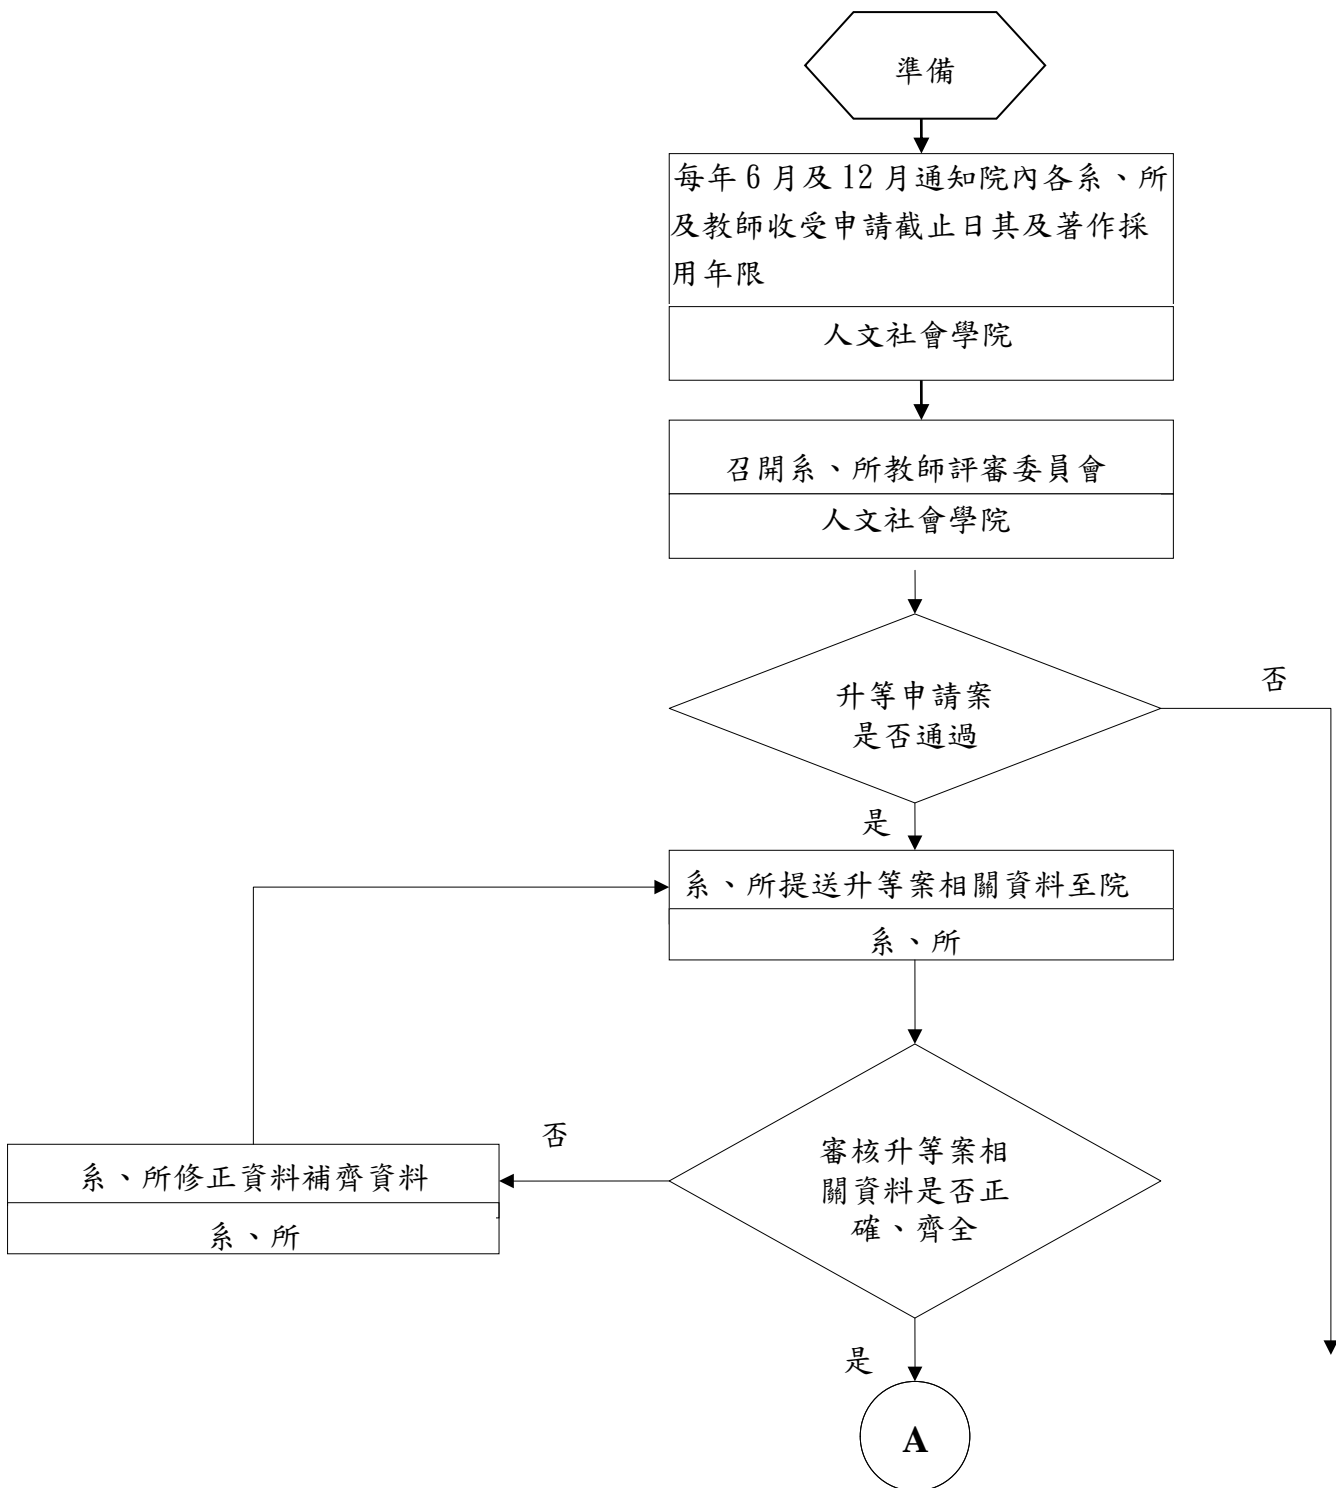 準備
每年 6 月及 12 月通知院內各系、所
及教師收受申請截止日其及著作採
用年限
人文社會學院
召開系、所教師評審委員會
人文社會學院
升等申請案
是否通過
否
是
系、所提送升等案相關資料至院
系、所
審核升等案相
關資料是否正
確、齊全
否
系、所修正資料補齊資料
系、所
是
A